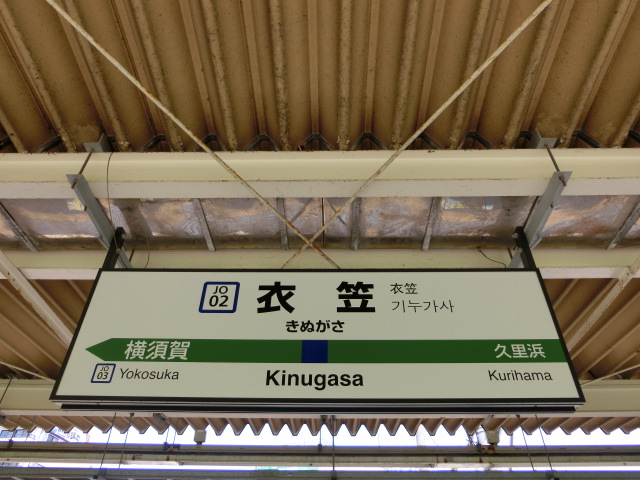 JO
02
衣笠
衣笠
기누가사
きぬがさ
横須賀
久里浜
JO
03
Yokosuka
Kinugasa
Kurihama